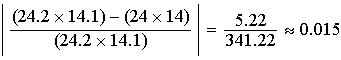 | (24.2 × 14.1) − (24 × 14) / (24.2 × 14.1) | = 5.22 / 341.22 ≈ 0.015